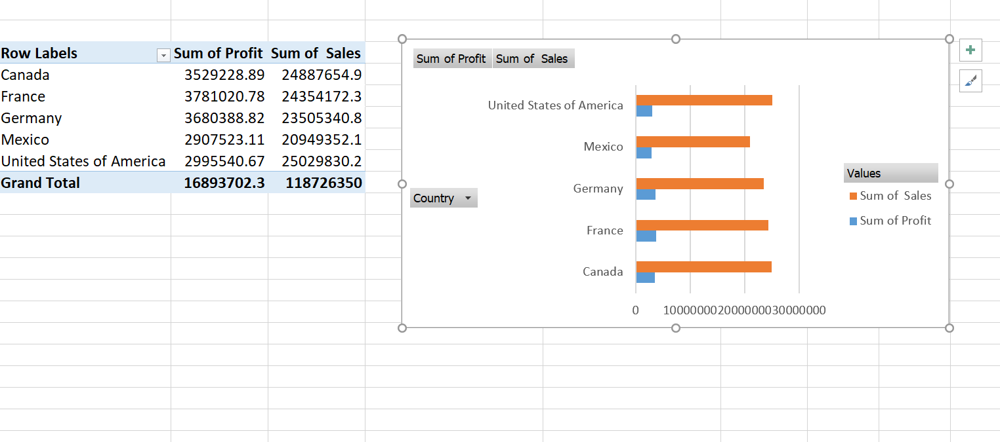 Row Labels Sum of Profit Sum of  Sales
Canada 3529228.89 24887654.9
France 3781020.78 24354172.3
Germany 3680388.82 23505340.8
Mexico 2907523.11 20949352.1
United States of America 2995540.67 25029830.2
Grand Total 16893702.3 118726350
Sum of Profit Sum of  Sales
United States of America
Mexico
Germany
France
Canada
Country
0 10000000 20000000 30000000
Values
Sum of  Sales
Sum of Profit